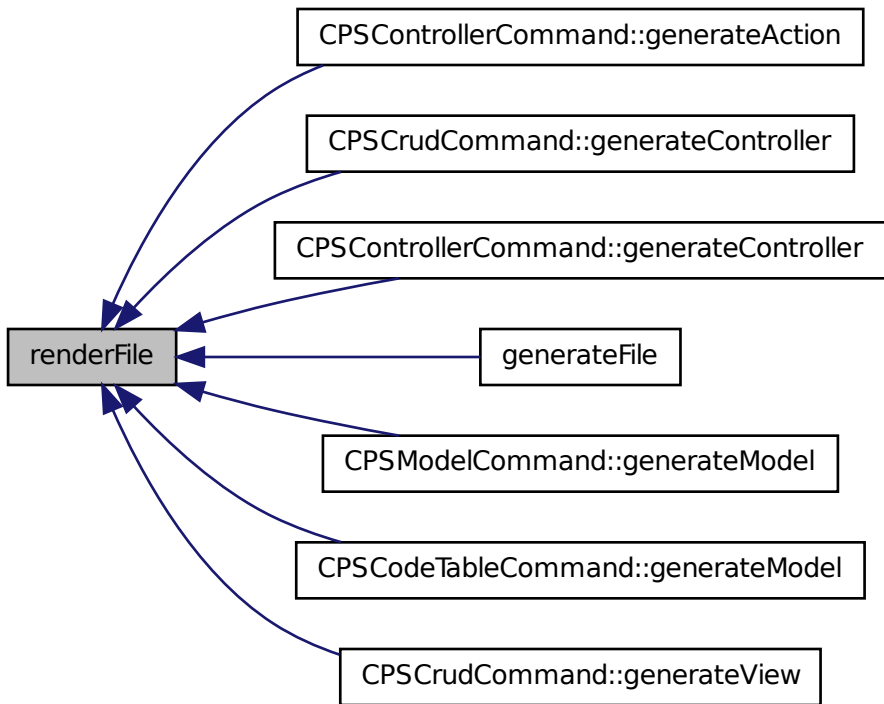 CPSControllerCommand::generateAction
CPSCrudCommand::generateController
CPSControllerCommand::generateController
renderFile
generateFile
CPSModelCommand::generateModel
CPSCodeTableCommand::generateModel
CPSCrudCommand::generateView